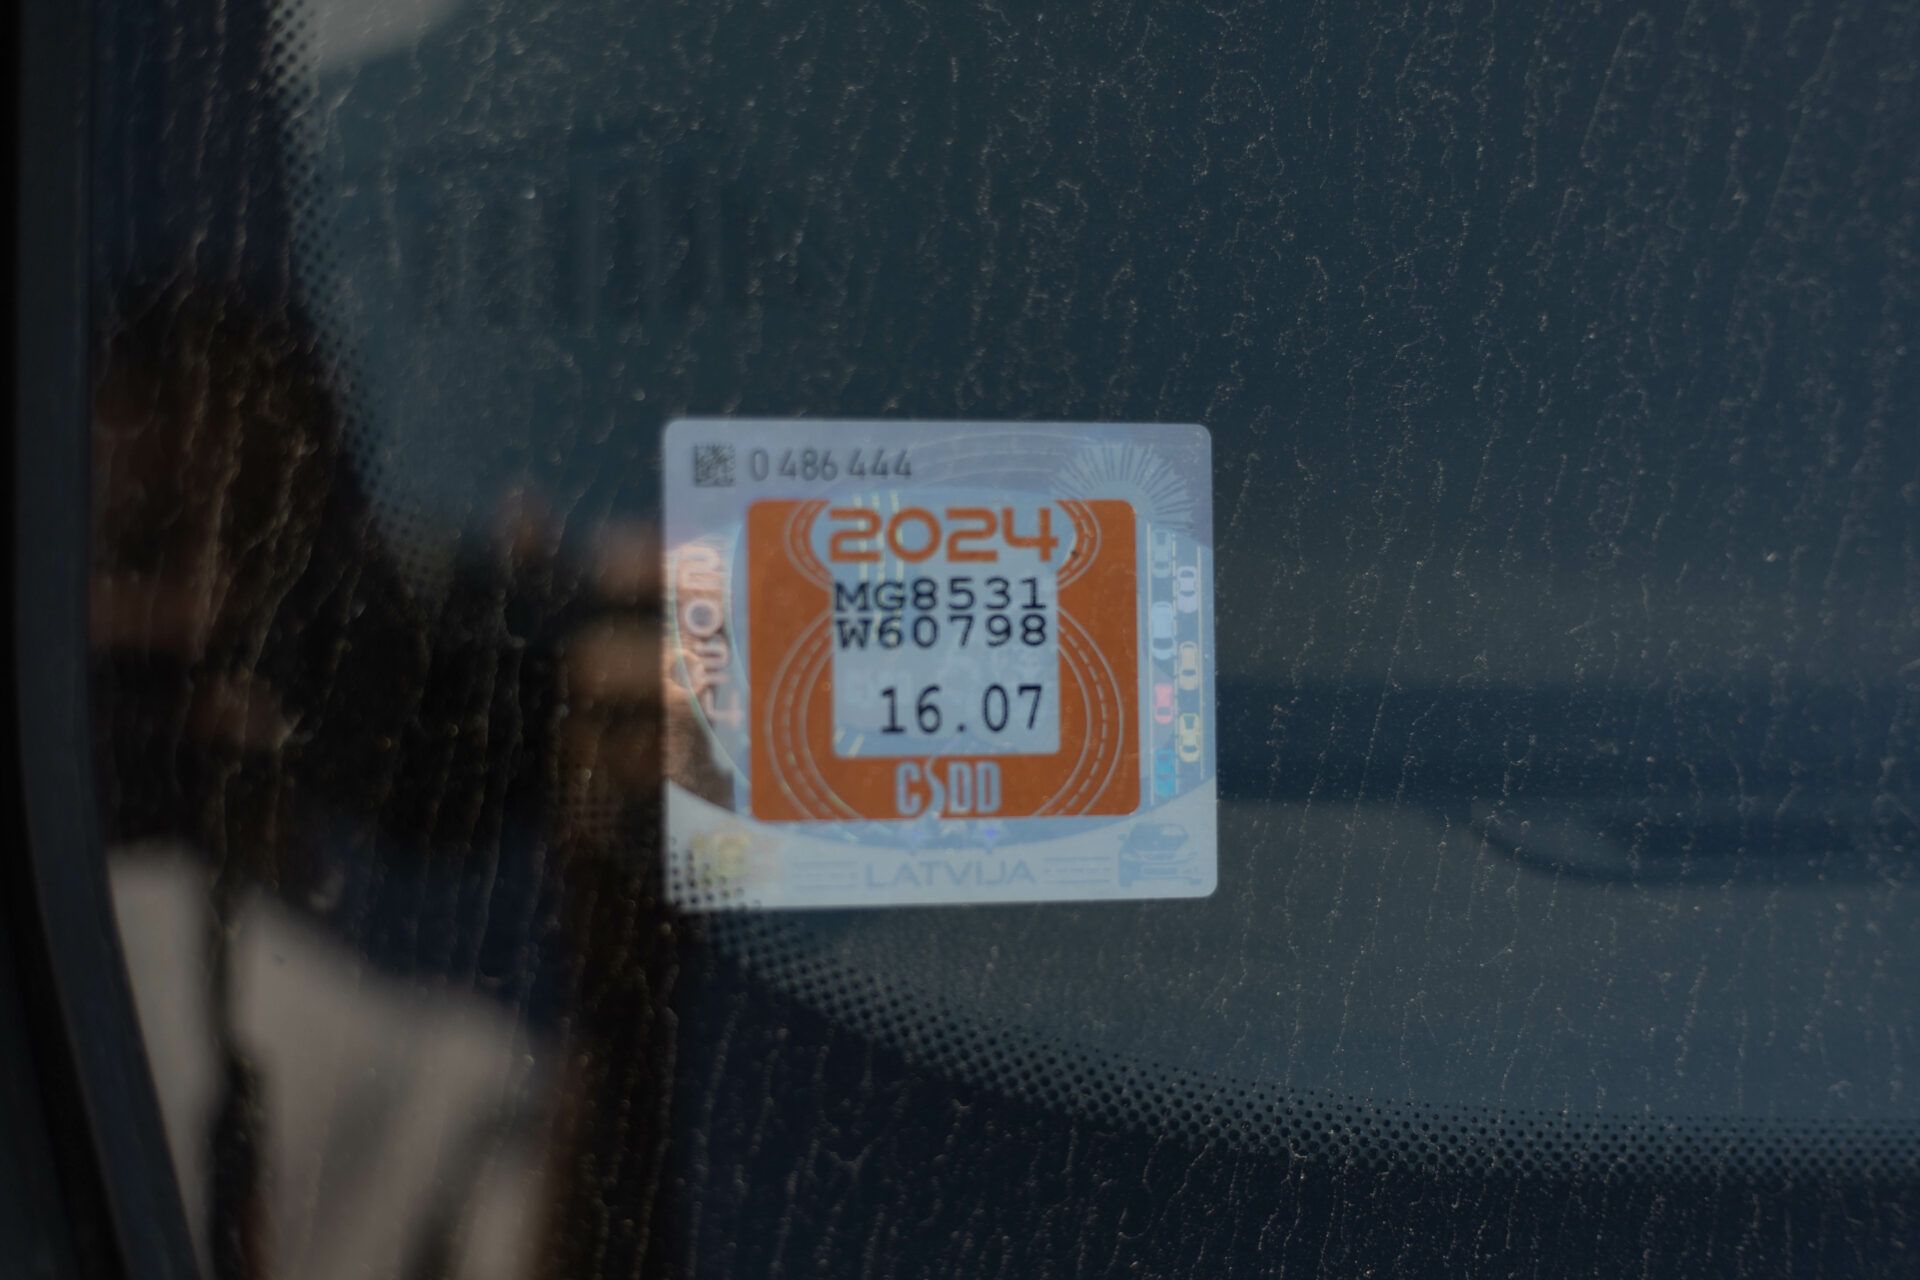 0 486 444
2024
MG8531
W60798
16.07
CSDD
LATVIJA